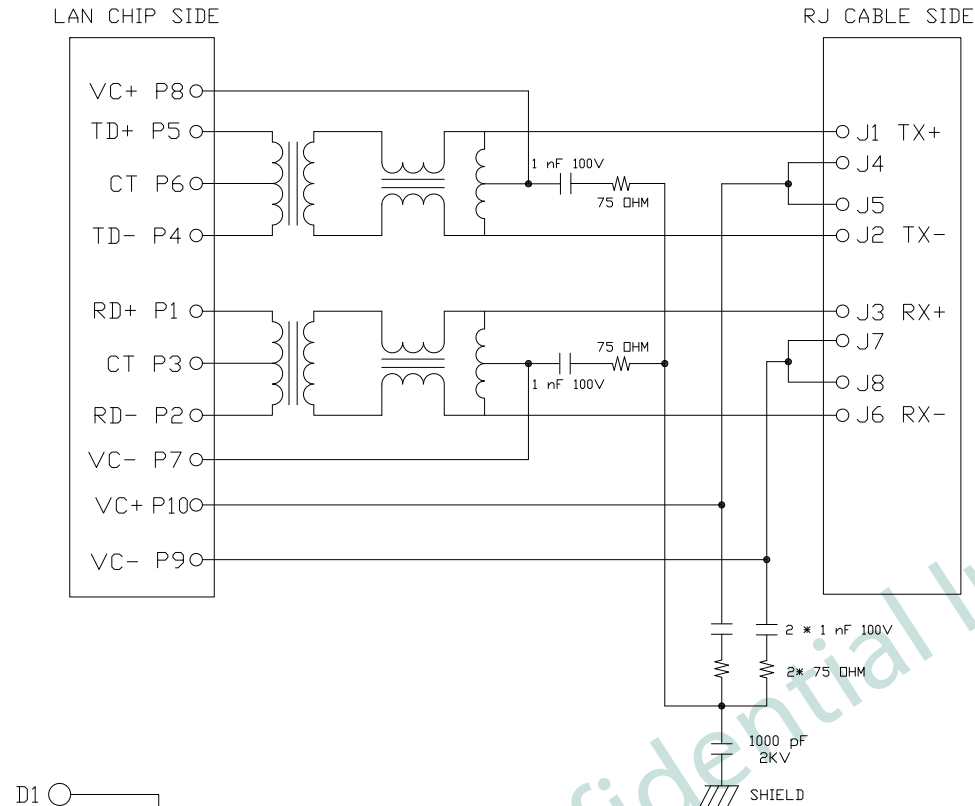 LAN CHIP SIDE
RJ CABLE SIDE
VC+ P8
TD+ P5
CT P6
TD- P4
RD+ P1
CT P3
RD- P2
VC- P7
VC+ P10
VC- P9
1 nF 100V
75 OHM
75 OHM
1 nF 100V
J1 TX+
J4
J5
J2 TX-
J3 RX+
J7
J8
J6 RX-
2 * 1 nF 100V
2* 75 OHM
1000 pF
2KV
SHIELD
D1